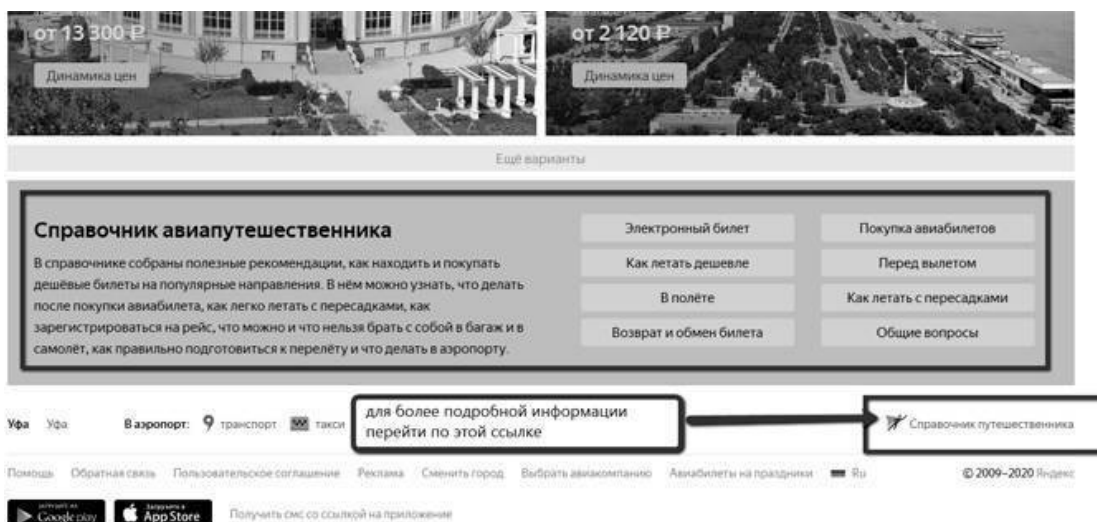 от 13 300 ₽
от 2 120 ₽
Динамика цен
Динамика цен
Ещё варианты
Справочник авиапутешественника
В справочнике собраны полезные рекомендации, как находить и покупать
дешёвые билеты на популярные направления. В нём можно узнать, что делать
после покупки авиабилета, как легко летать с пересадками, как
зарегистрироваться на рейс, что можно и что нельзя брать с собой в багаж и в
самолёт, как правильно подготовиться к перелёту и что делать в аэропорту.
Электронный билет
Покупка авиабилетов
Как летать дешевле
Перед вылетом
В полёте
Как летать с пересадками
Возврат и обмен билета
Общие вопросы
Уфа Уфа В аэропорт: транспорт такси
для более подробной информации
перейти по этой ссылке
Справочник путешественника
Помощь Обратная связь Пользовательское соглашение Реклама Сменить город Выбрать авиакомпанию Авиабилеты на праздники Ru © 2009–2020 Яндекс
Google play
Загрузите в
App Store
Получить смс со ссылкой на приложение